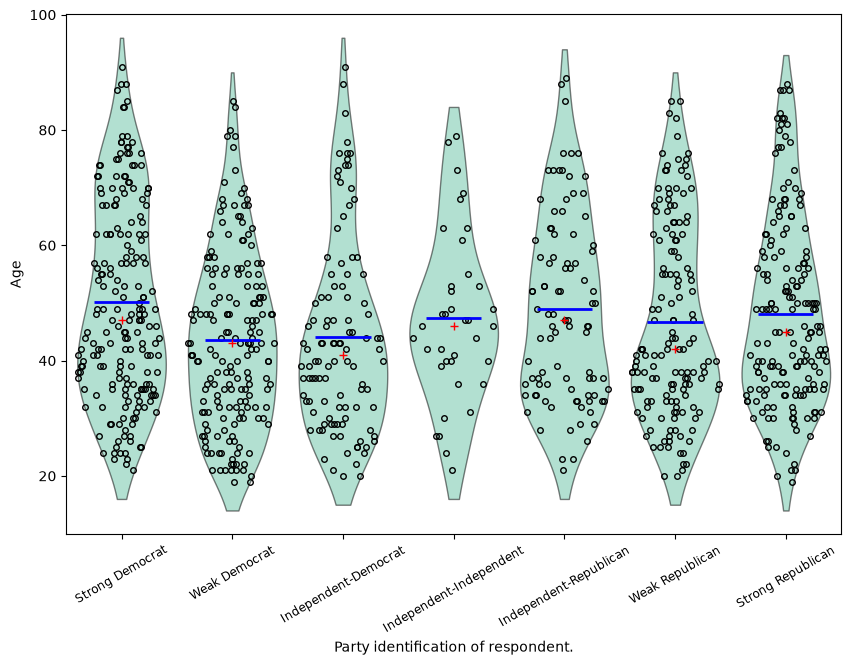 100
80
60
40
20
Age
Strong Democrat
Weak Democrat
Independent-Democrat
Independent-Independent
Independent-Republican
Weak Republican
Strong Republican
Party identification of respondent.